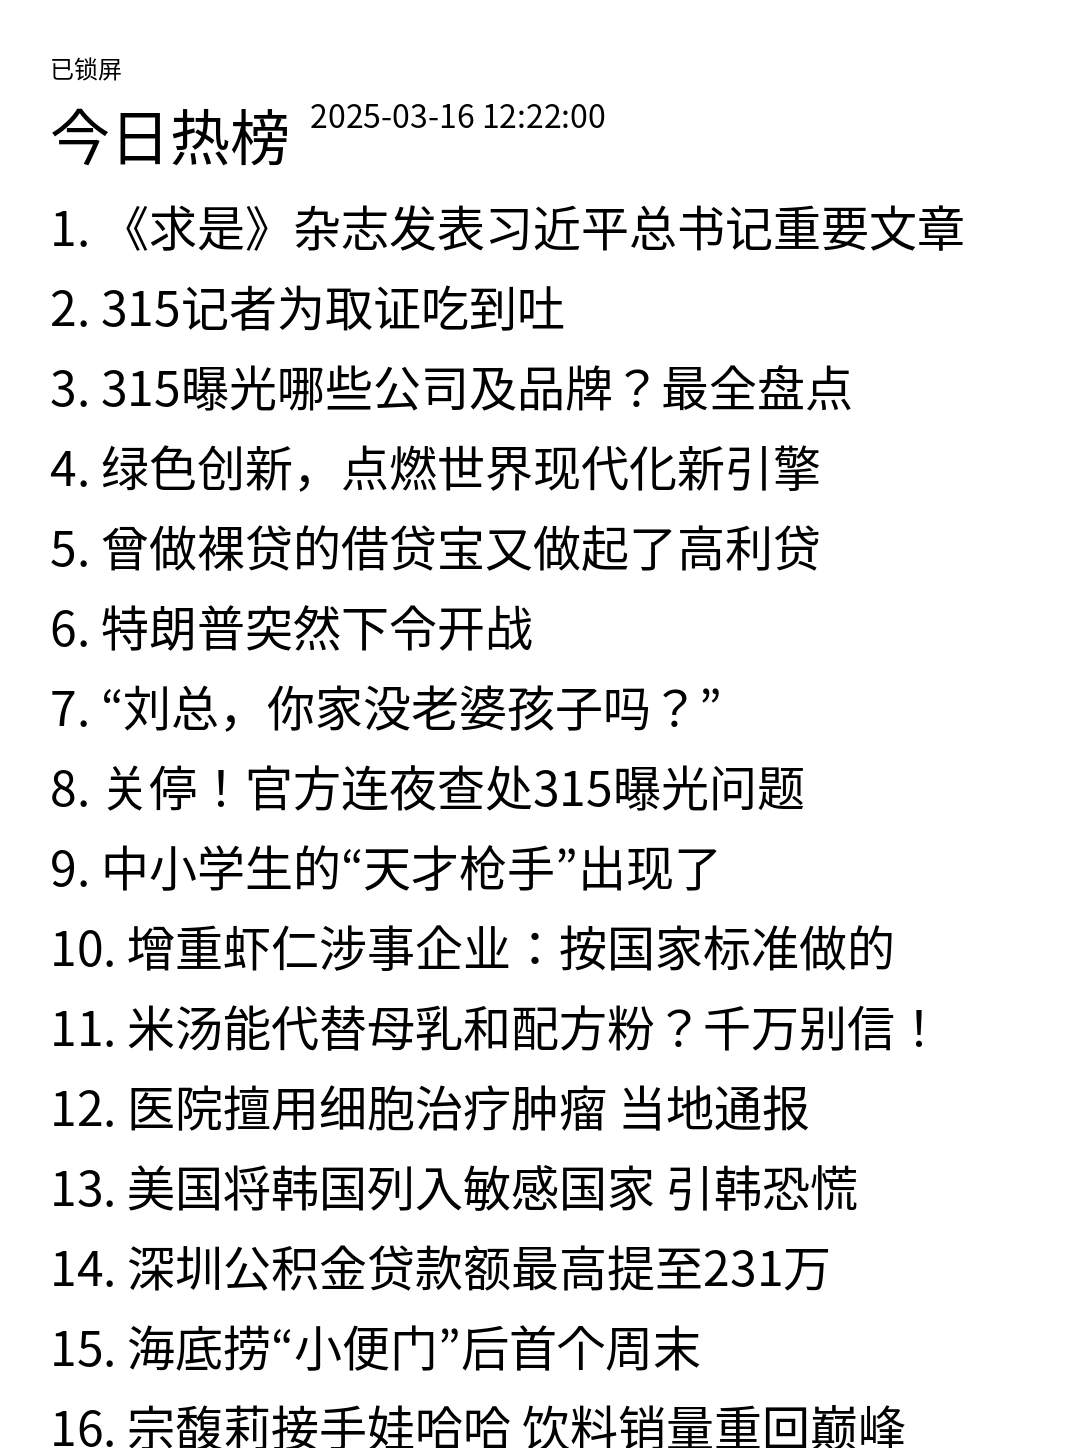 已锁屏
今日热榜 2025-03-16 12:22:00
1. 《求是》杂志发表习近平总书记重要文章
2. 315记者为取证吃到吐
3. 315曝光哪些公司及品牌？最全盘点
4. 绿色创新，点燃世界现代化新引擎
5. 曾做裸贷的借贷宝又做起了高利贷
6. 特朗普突然下令开战
7. “刘总，你家没老婆孩子吗？”
8. 关停！官方连夜查处315曝光问题
9. 中小学生的“天才枪手”出现了
10. 增重虾仁涉事企业：按国家标准做的
11. 米汤能代替母乳和配方粉？千万别信！
12. 医院擅用细胞治疗肿瘤 当地通报
13. 美国将韩国列入敏感国家 引韩恐慌
14. 深圳公积金贷款额最高提至231万
15. 海底捞“小便门”后首个周末
16. 宗馥莉接手娃哈哈 饮料销量重回巅峰